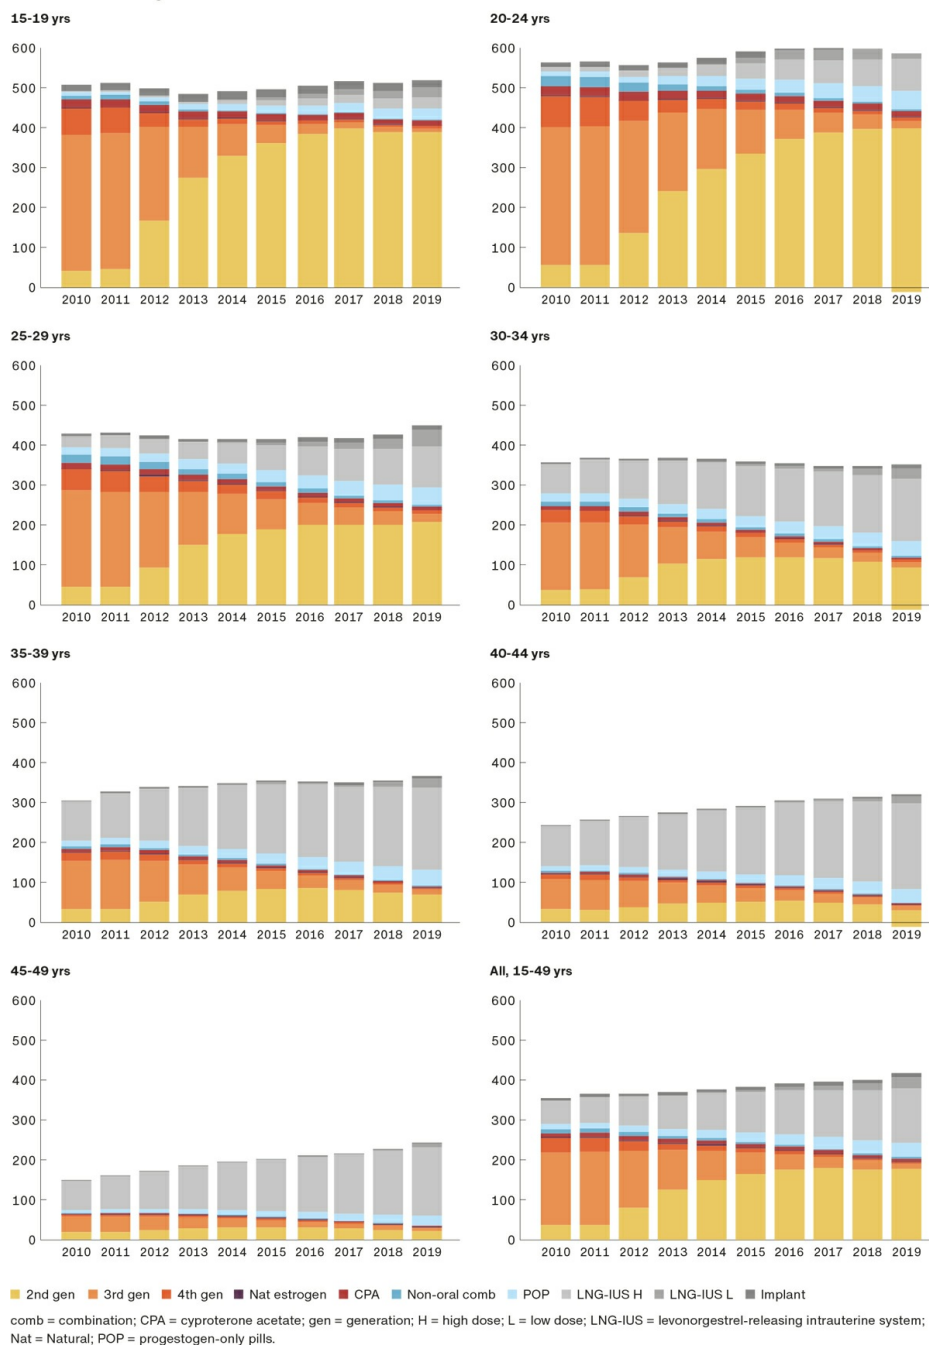 15-19 yrs
600
500
400
300
200
100
0
2010 2011 2012 2013 2014 2015 2016 2017 2018 2019
20-24 yrs
600
500
400
300
200
100
0
2010 2011 2012 2013 2014 2015 2016 2017 2018 2019
25-29 yrs
600
500
400
300
200
100
0
2010 2011 2012 2013 2014 2015 2016 2017 2018 2019
30-34 yrs
600
500
400
300
200
100
0
2010 2011 2012 2013 2014 2015 2016 2017 2018 2019
35-39 yrs
600
500
400
300
200
100
0
2010 2011 2012 2013 2014 2015 2016 2017 2018 2019
40-44 yrs
600
500
400
300
200
100
0
2010 2011 2012 2013 2014 2015 2016 2017 2018 2019
45-49 yrs
600
500
400
300
200
100
0
2010 2011 2012 2013 2014 2015 2016 2017 2018 2019
All, 15-49 yrs
600
500
400
300
200
100
0
2010 2011 2012 2013 2014 2015 2016 2017 2018 2019
2nd gen 3rd gen 4th gen Nat estrogen CPA Non-oral comb POP LNG-IUS H LNG-IUS L Implant
comb = combination; CPA = cyproterone acetate; gen = generation; H = high dose; L = low dose; LNG-IUS = levonorgestrel-releasing intrauterine system;
Nat = Natural; POP = progestogen-only pills.